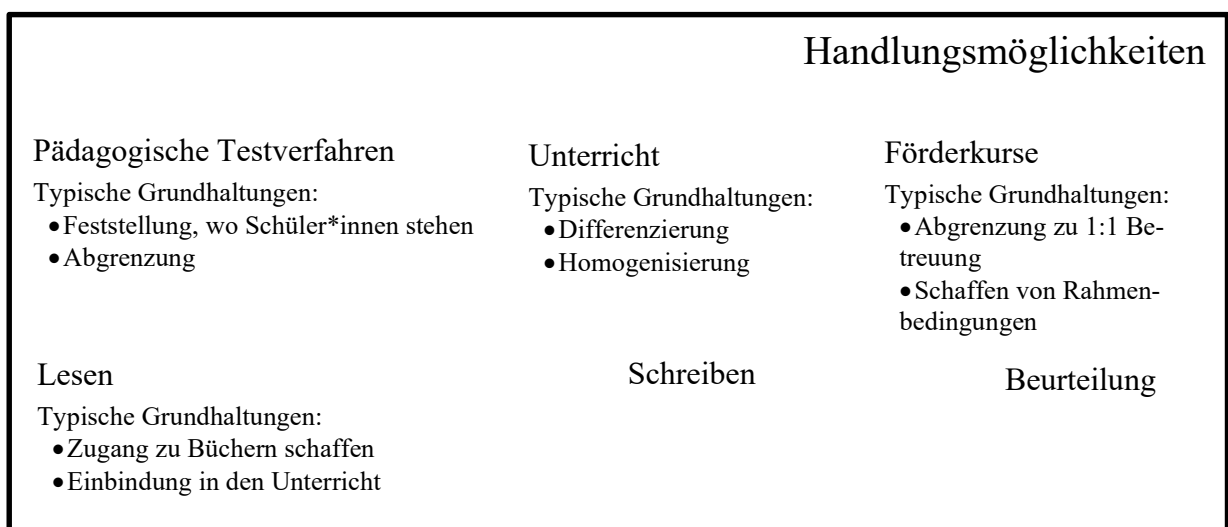 Handlungsmöglichkeiten
Pädagogische Testverfahren
Typische Grundhaltungen:
•Feststellung, wo Schüler*innen stehen
•Abgrenzung
Unterricht
Typische Grundhaltungen:
•Differenzierung
•Homogenisierung
Förderkurse
Typische Grundhaltungen:
•Abgrenzung zu 1:1 Be-
treuung
•Schaffen von Rahmen-
bedingungen
Lesen
Typische Grundhaltungen:
•Zugang zu Büchern schaffen
•Einbindung in den Unterricht
Schreiben
Beurteilung